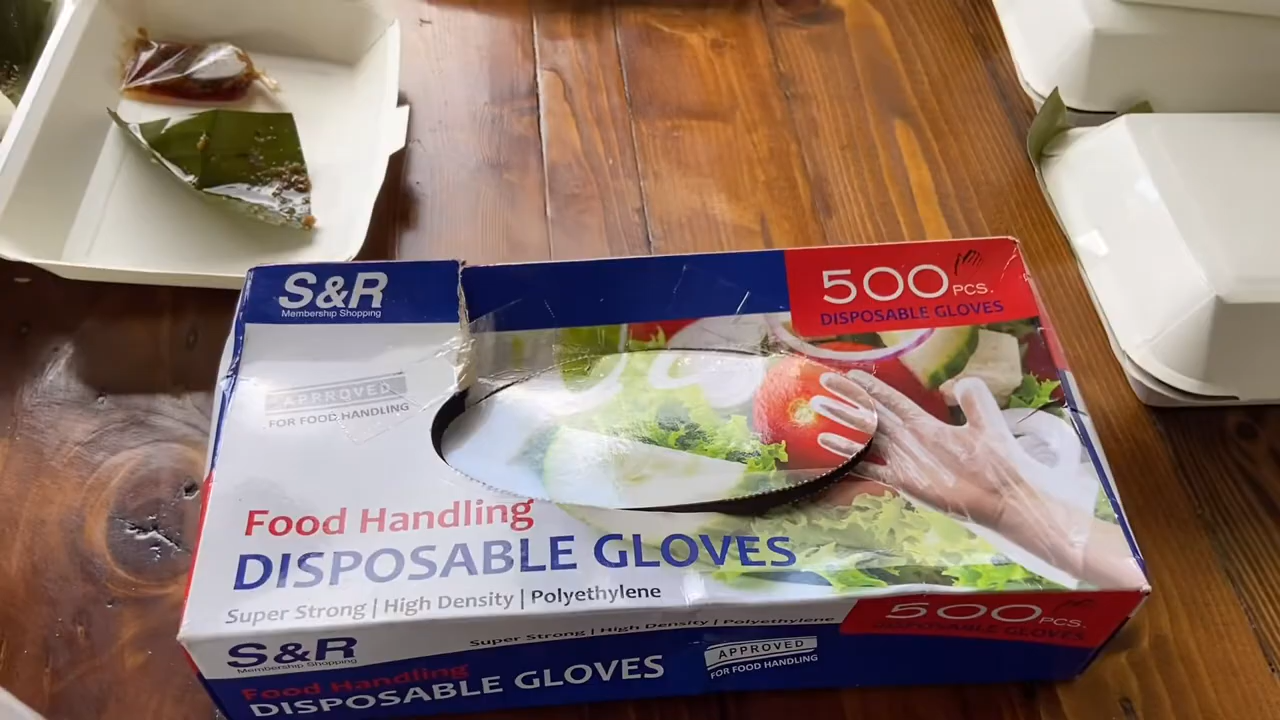 S&R
Membership Shopping
500 PCS.
DISPOSABLE GLOVES
APPROVED
FOR FOOD HANDLING
Food Handling
DISPOSABLE GLOVES
Super Strong | High Density | Polyethylene
S&R
Membership Shopping
Super Strong | High Density | Polyethylene
500 PCS.
DISPOSABLE GLOVES
APPROVED
FOR FOOD HANDLING
Food Handling
DISPOSABLE GLOVES